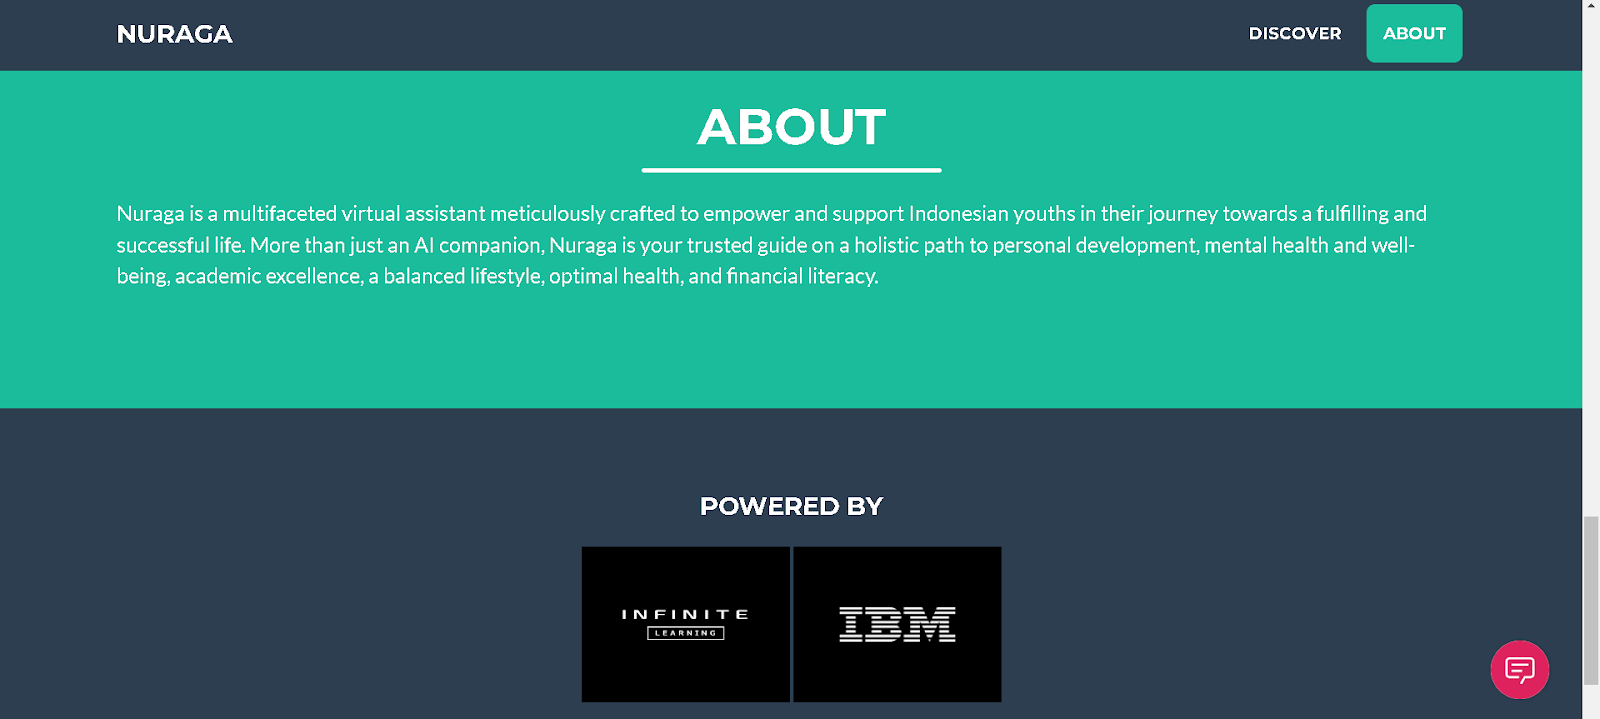 NURAGA
DISCOVER
ABOUT
ABOUT
Nuraga is a multifaceted virtual assistant meticulously crafted to empower and support Indonesian youths in their journey towards a fulfilling and
successful life. More than just an AI companion, Nuraga is your trusted guide on a holistic path to personal development, mental health and well-
being, academic excellence, a balanced lifestyle, optimal health, and financial literacy.
POWERED BY
INFINITE
LEARNING
IBM